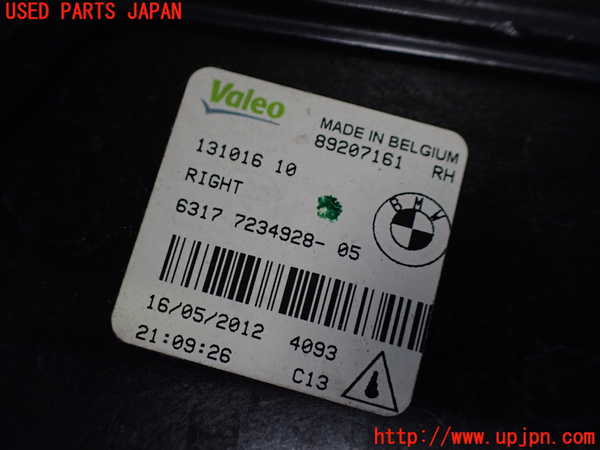 USED PARTS JAPAN
Valeo
MADE IN BELGIUM
89207161 RH
131016 10
RIGHT
6317 7234928- 05
BMW
16/05/2012 4093
21:09:26 C13
http://www.upjpn.com/